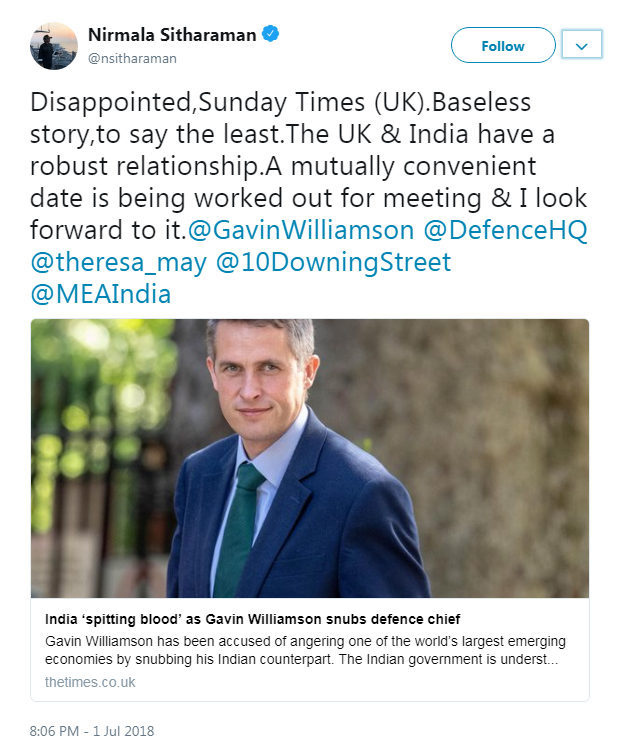 Nirmala Sitharaman
@nsitharaman
Follow
Disappointed,Sunday Times (UK).Baseless
story,to say the least.The UK & India have a
robust relationship.A mutually convenient
date is being worked out for meeting & I look
forward to it.@GavinWilliamson @DefenceHQ
@theresa_may @10DowningStreet
@MEAIndia
India ‘spitting blood’ as Gavin Williamson snubs defence chief
Gavin Williamson has been accused of angering one of the world’s largest emerging
economies by snubbing his Indian counterpart. The Indian government is underst...
thetimes.co.uk
8:06 PM - 1 Jul 2018